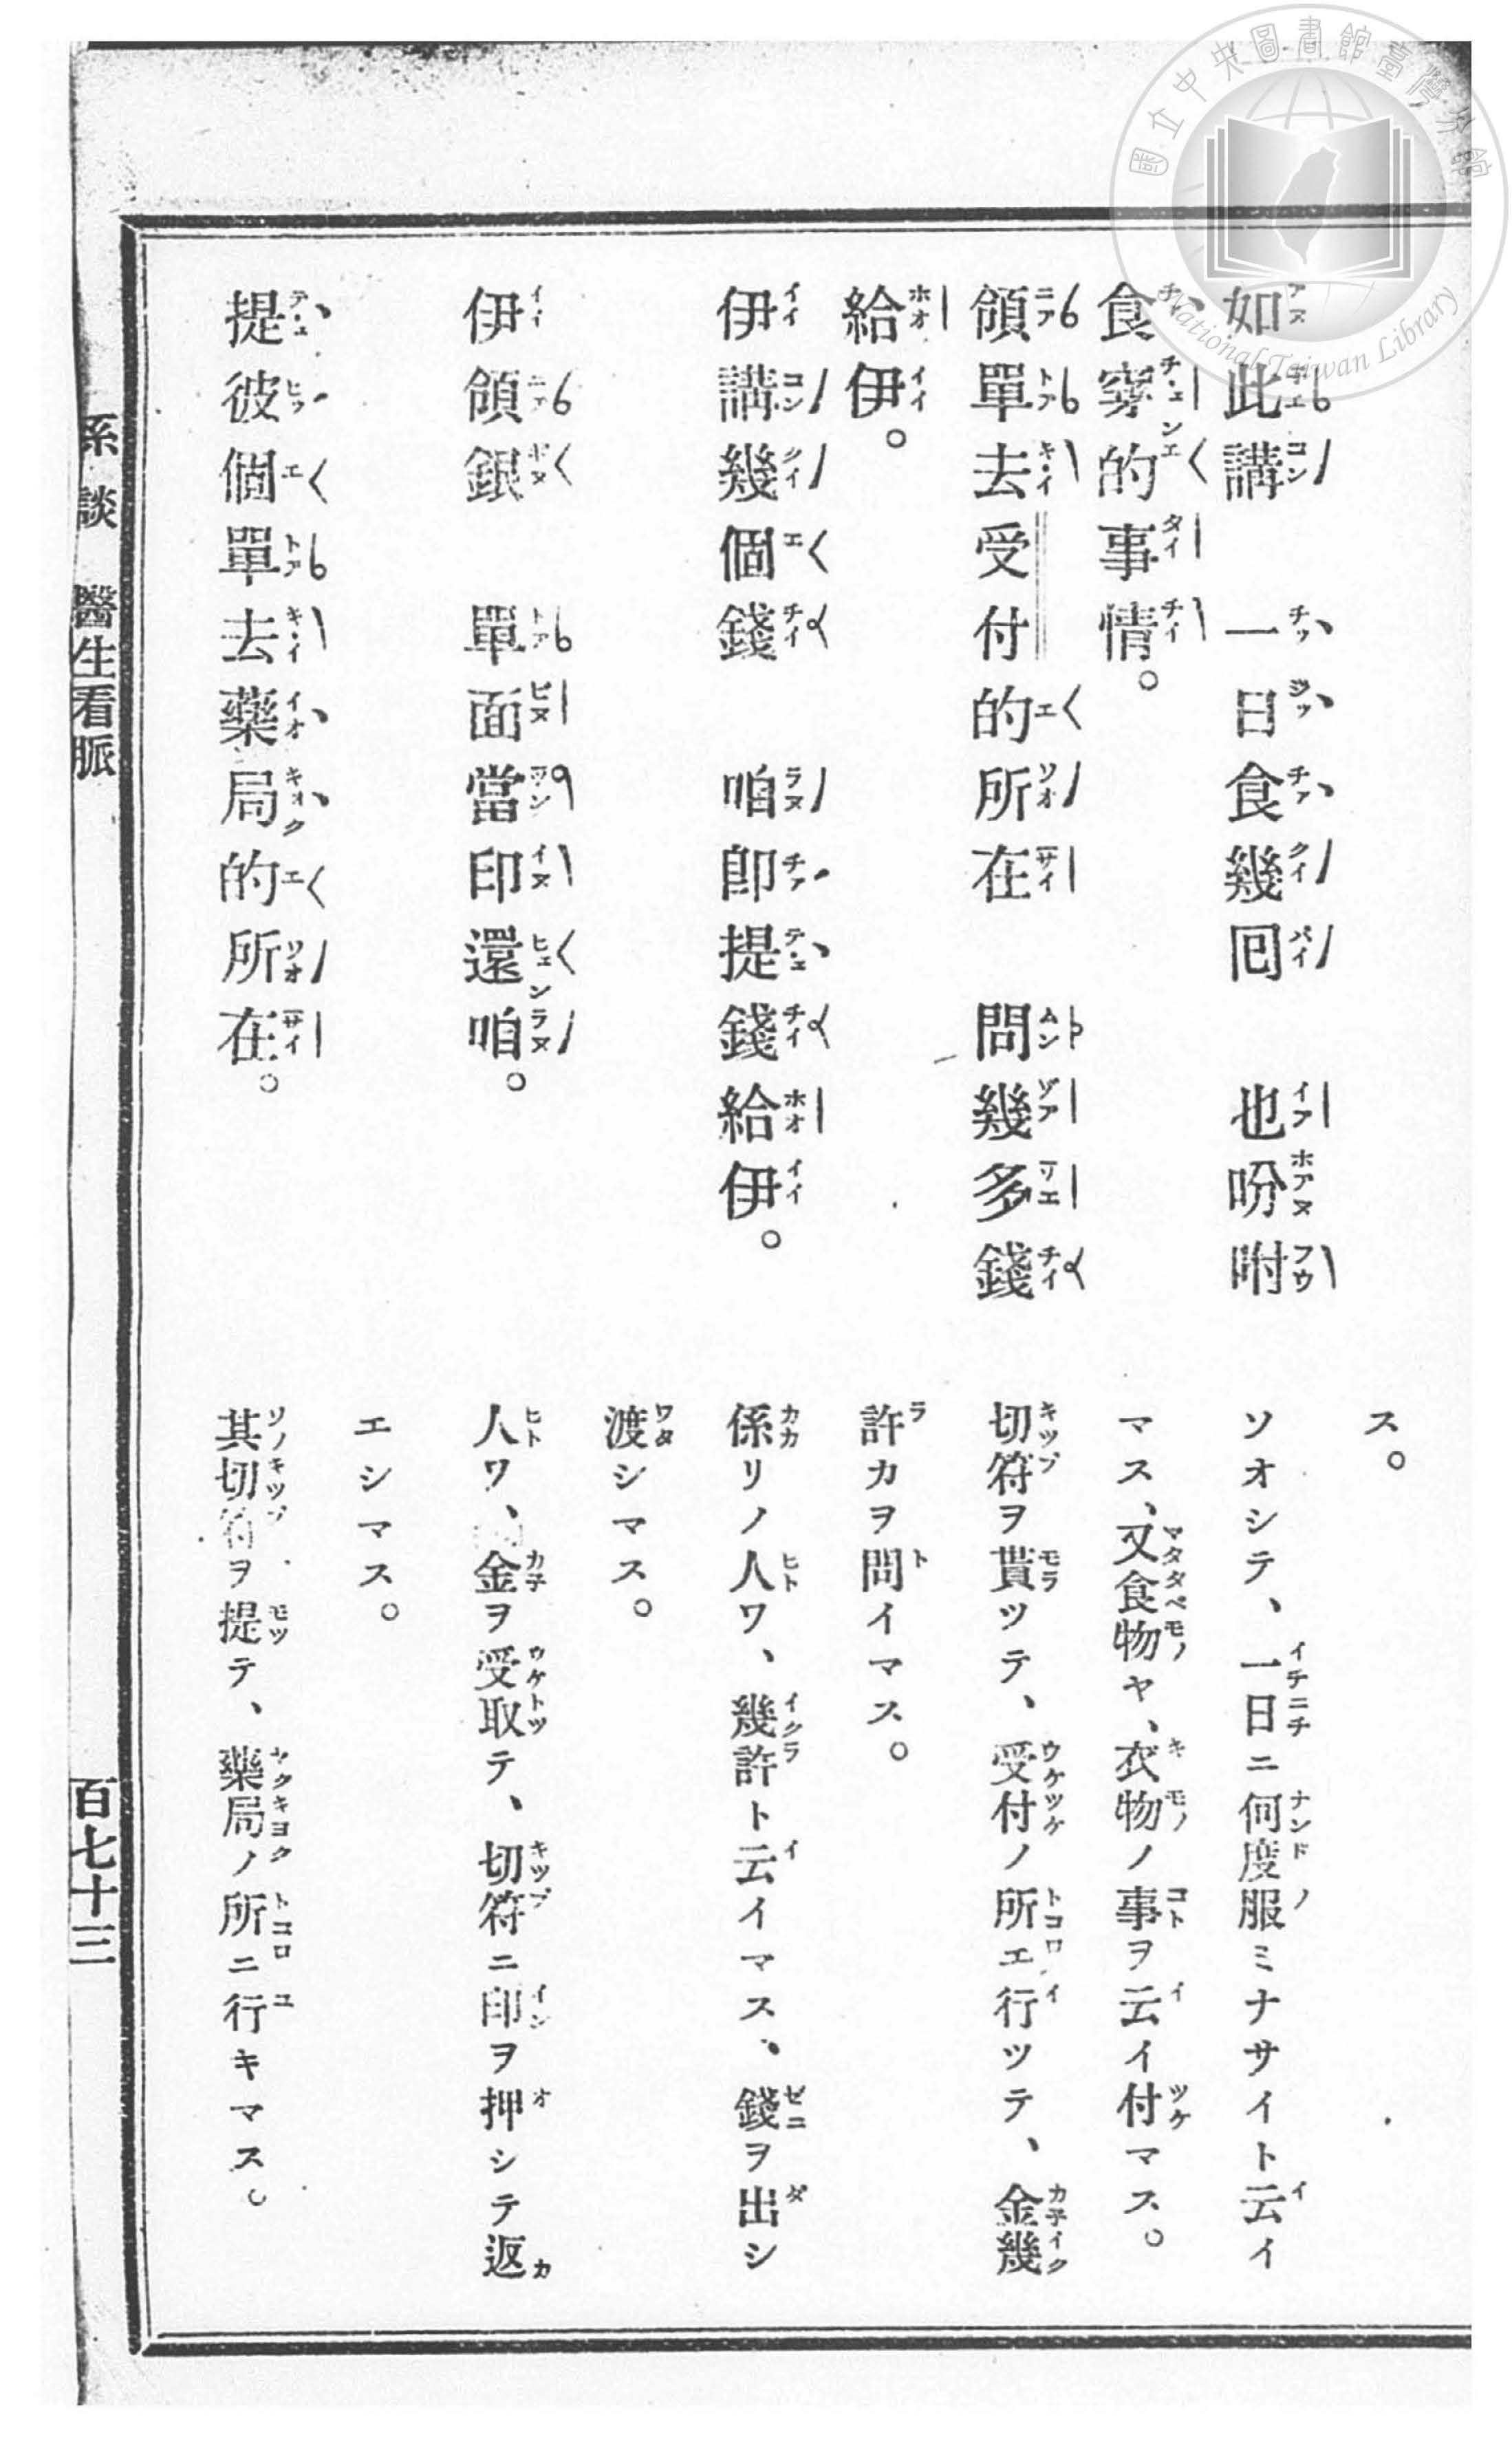 國立中央圖書館臺灣分館
National Taiwan Library
如此講 一日食幾囘 也吩咐
食穿的事情。
領單去受付的所在 問幾多錢
給伊。
伊講幾個錢 咱卽提錢給伊。
伊領銀 單面當印還咱。
提彼個單去藥局的所在。
ス。
ソオシテ、一日ニ何度服ミナサイト云イ
マス、又食物ヤ、衣物ノ事ヲ云イ付マス。
切符ヲ貰ツテ、受付ノ所エ行ツテ、金幾
許カヲ問イマス。
係リノ人ワ、幾許ト云イマス、錢ヲ出シ
渡シマス。
人ワ、金ヲ受取テ、切符ニ印ヲ押シテ返
エシマス。
其切符ヲ提テ、藥局ノ所ニ行キマス。
談 醫生看脈
百七十三